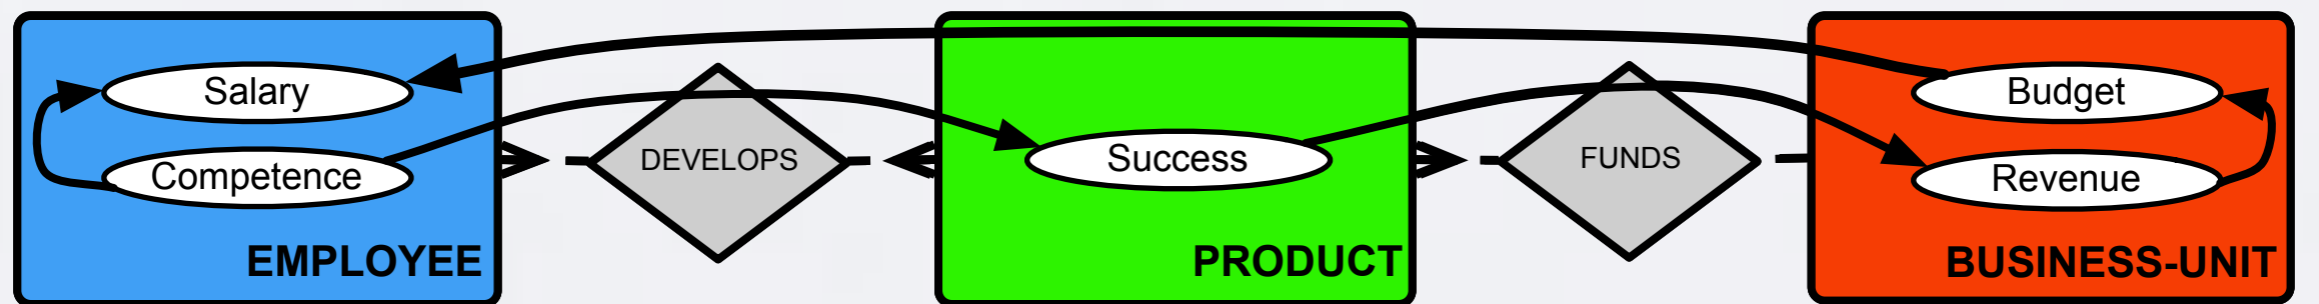 Salary
Competence
EMPLOYEE
DEVELOPS
Success
PRODUCT
FUNDS
Budget
Revenue
BUSINESS-UNIT